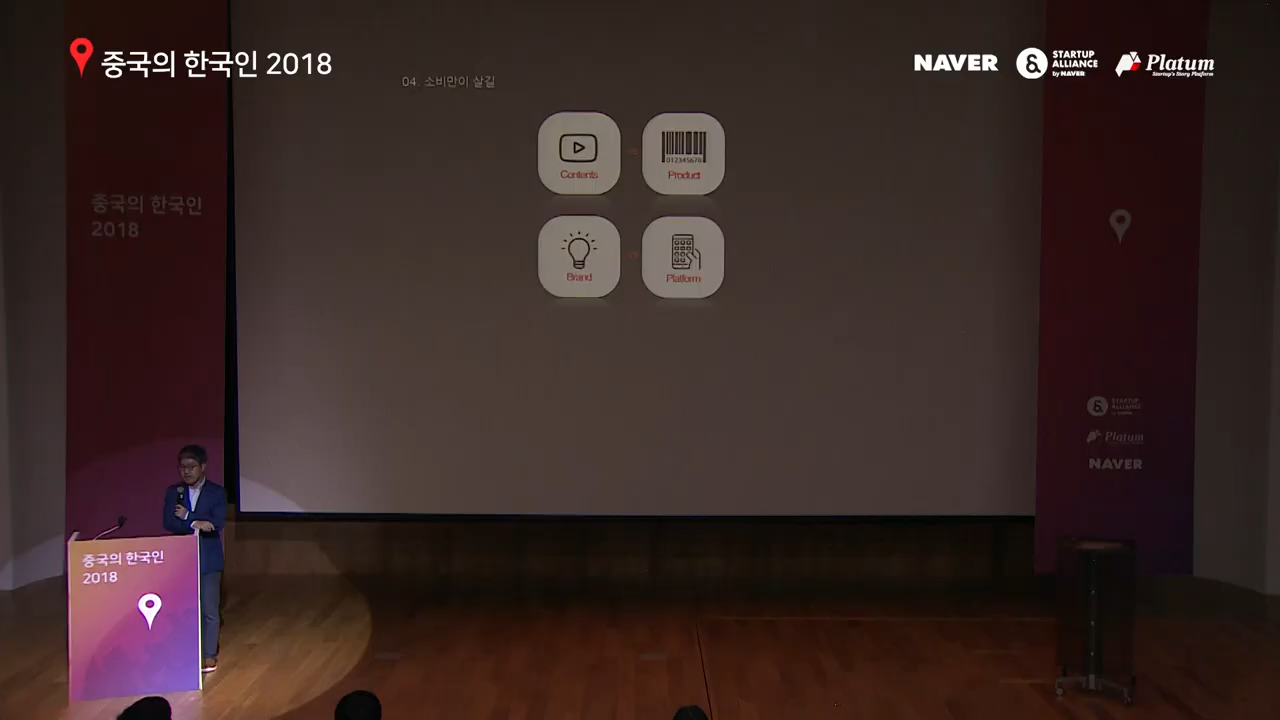 중국의 한국인 2018
NAVER
&
STARTUP
ALLIANCE
by NAVER
Platum
Startup's Story Platform
04. 소비만이 살길
Contents
012345678
Product
Brand
Platform
중국의 한국인
2018
&
STARTUP
ALLIANCE
Platum
NAVER
중국의 한국인
2018